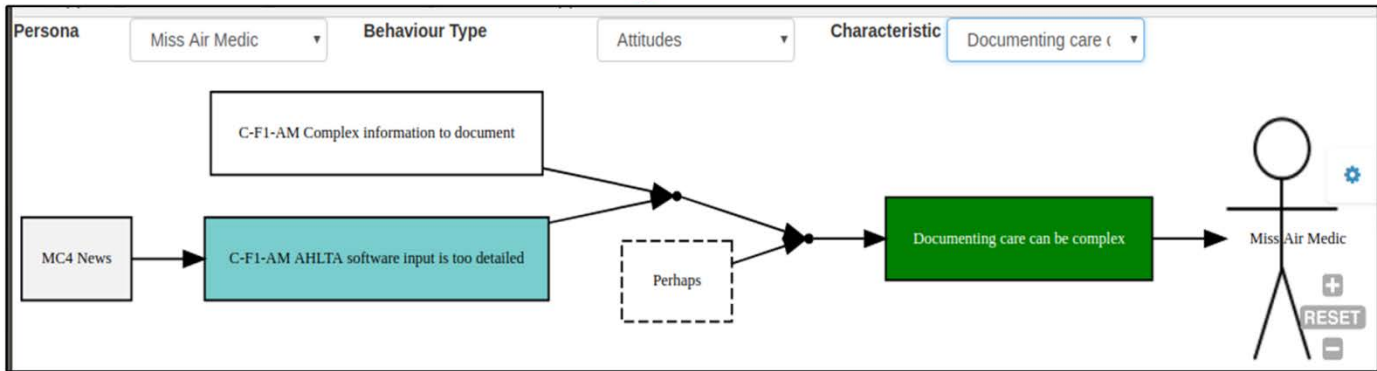 Persona
Miss Air Medic
Behaviour Type
Attitudes
Characteristic
Documenting care c
C-F1-AM Complex information to document
MC4 News
C-F1-AM AHLTA software input is too detailed
Perhaps
Documenting care can be complex
Miss Air Medic
RESET